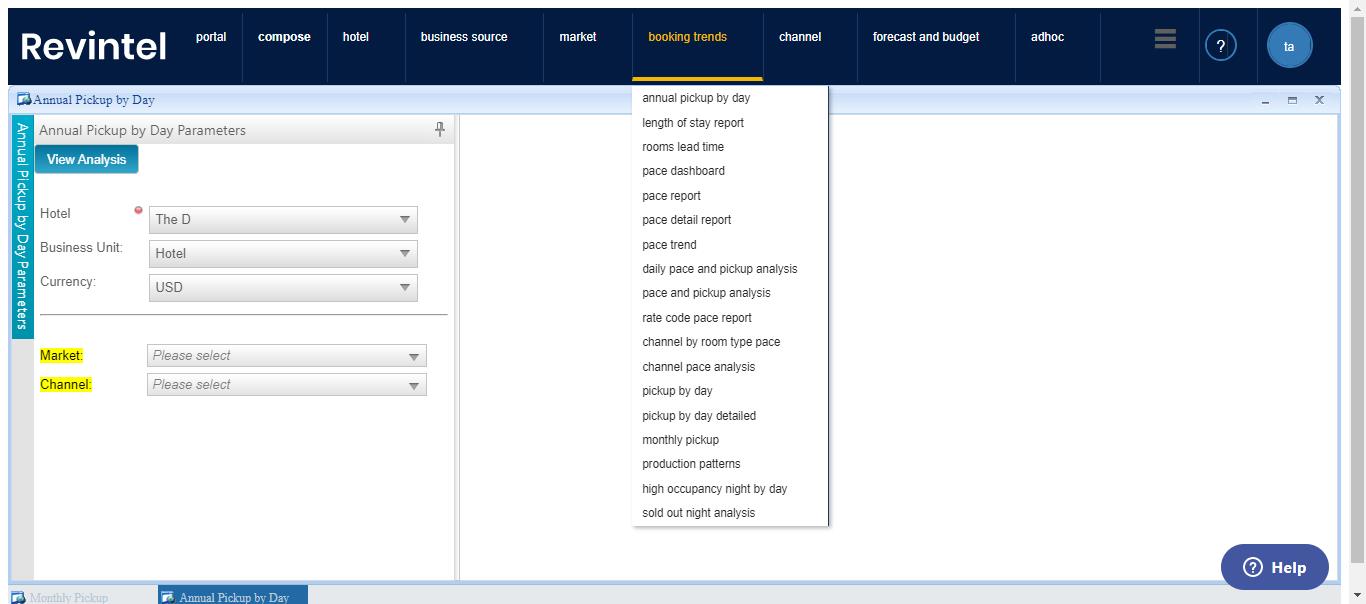 Revintel
portal
compose
hotel
business source
market
booking trends
channel
forecast and budget
adhoc
?
ta
Annual Pickup by Day
Annual Pickup by Day Parameters
Annual Pickup by Day Parameters
View Analysis
Hotel
The D
Business Unit:
Hotel
Currency:
USD
Market:
Please select
Channel:
Please select
annual pickup by day
length of stay report
rooms lead time
pace dashboard
pace report
pace detail report
pace trend
daily pace and pickup analysis
pace and pickup analysis
rate code pace report
channel by room type pace
channel pace analysis
pickup by day
pickup by day detailed
monthly pickup
production patterns
high occupancy night by day
sold out night analysis
? Help
Monthly Pickup
Annual Pickup by Day